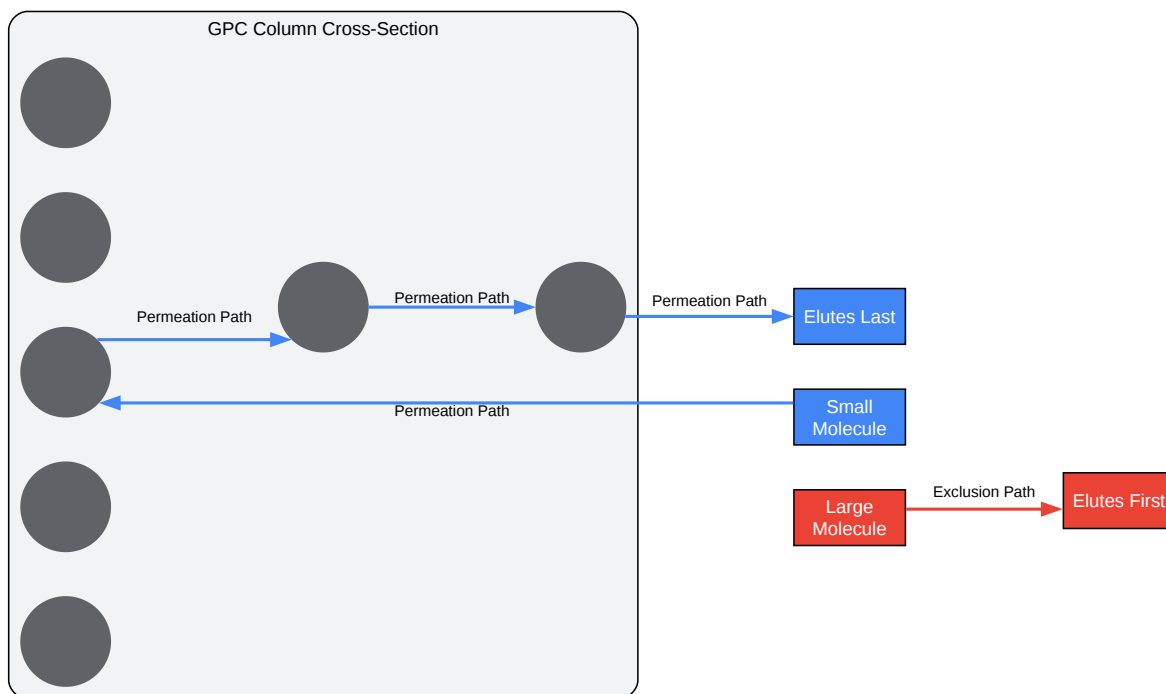 GPC Column Cross-Section
Permeation Path
Permeation Path
Permeation Path
Elutes Last
Permeation Path
Small
Molecule
Large
Molecule
Exclusion Path
Elutes First